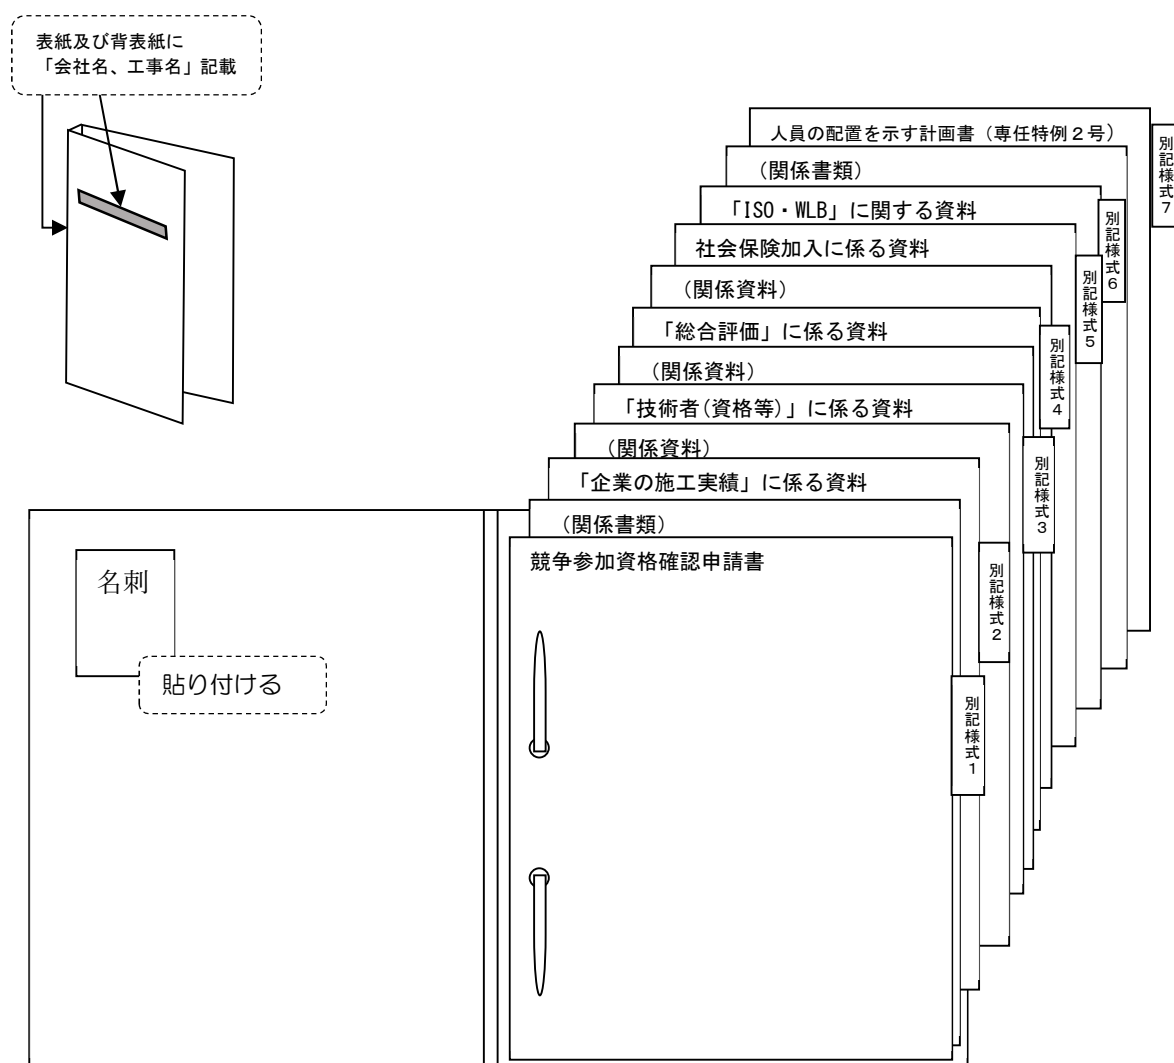 表紙及び背表紙に
「会社名、工事名」記載
人員の配置を示す計画書（専任特例２号）
別記様式７
（関係書類）
「ISO・WLB」に関する資料
別記様式６
社会保険加入に係る資料
別記様式５
（関係資料）
「総合評価」に係る資料
別記様式４
（関係資料）
「技術者(資格等)」に係る資料
別記様式３
（関係資料）
「企業の施工実績」に係る資料
別記様式２
（関係書類）
競争参加資格確認申請書
別記様式１
名刺
貼り付ける